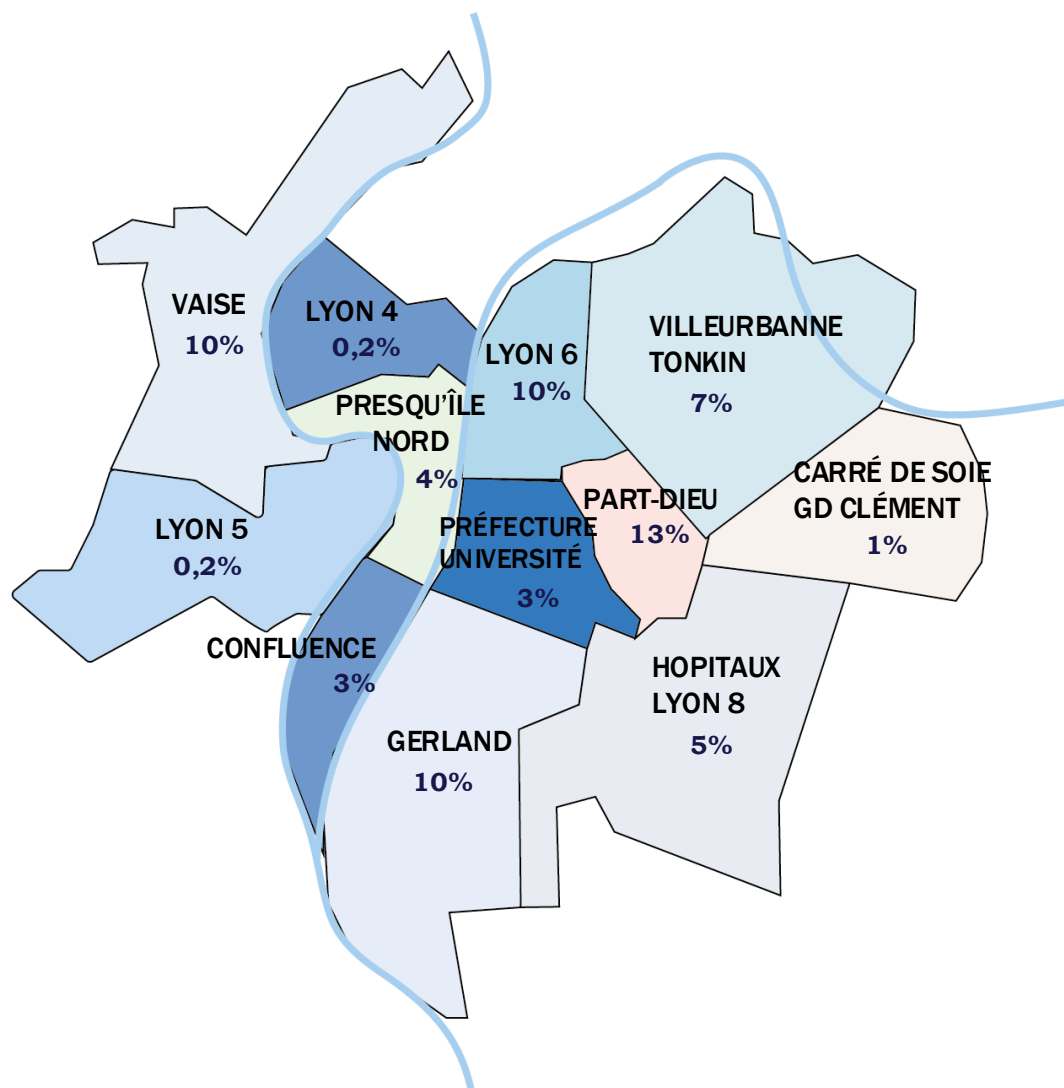 VAISE
10%
LYON 4
0,2%
LYON 6
10%
VILLEURBANNE
TONKIN
7%
PRESQU'ÎLE
NORD
4%
LYON 5
0,2%
PRÉFECTURE
UNIVERSITÉ
3%
PART-DIEU
13%
CARRÉ DE SOIE
GD CLÉMENT
1%
CONFLUENCE
3%
GERLAND
10%
HOPITAUX
LYON 8
5%